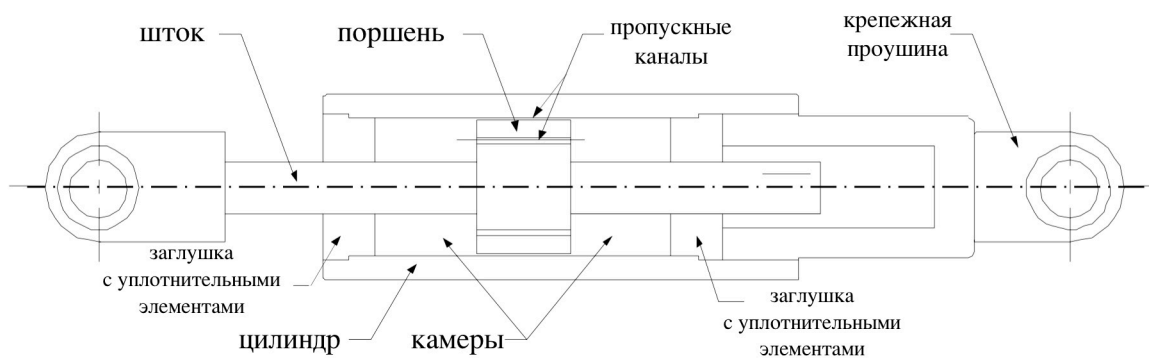 шток
поршень
пропускные
каналы
крепежная
проушина
заглушка
с уплотнительными
элементами
цилиндр
камеры
заглушка
с уплотнительными
элементами